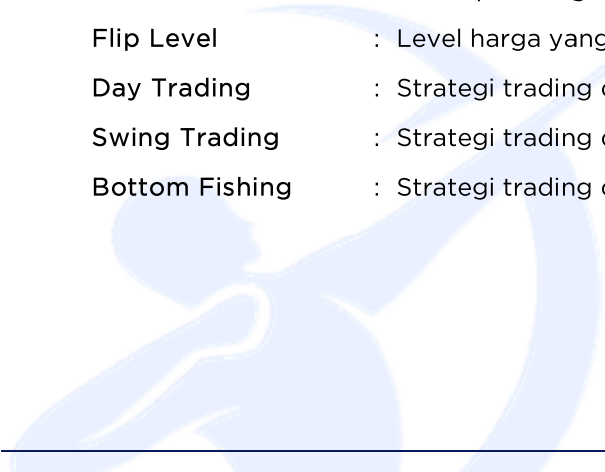 Flip Level : Level harga yang
Day Trading : Strategi trading
Swing Trading : Strategi trading
Bottom Fishing : Strategi trading